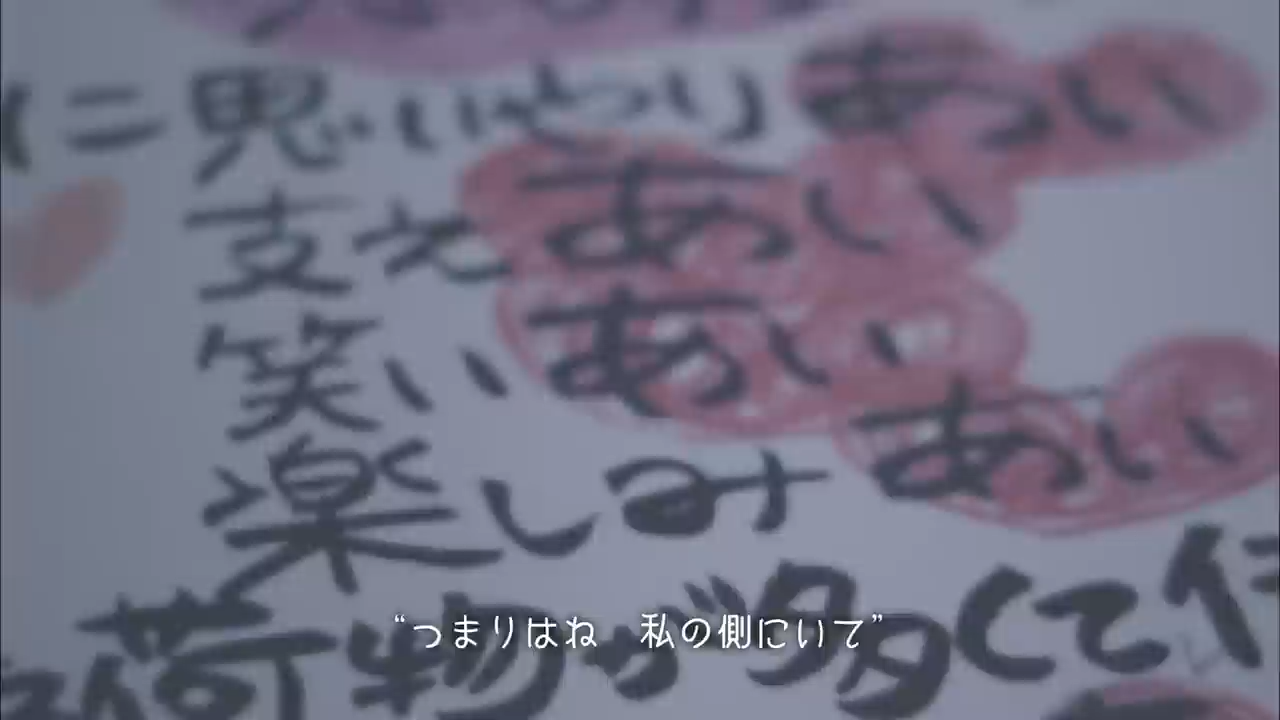 に思いやりあい
支えあい
笑いあい
楽しみあい
荷物が多くて
“つまりはね　私の側にいて”